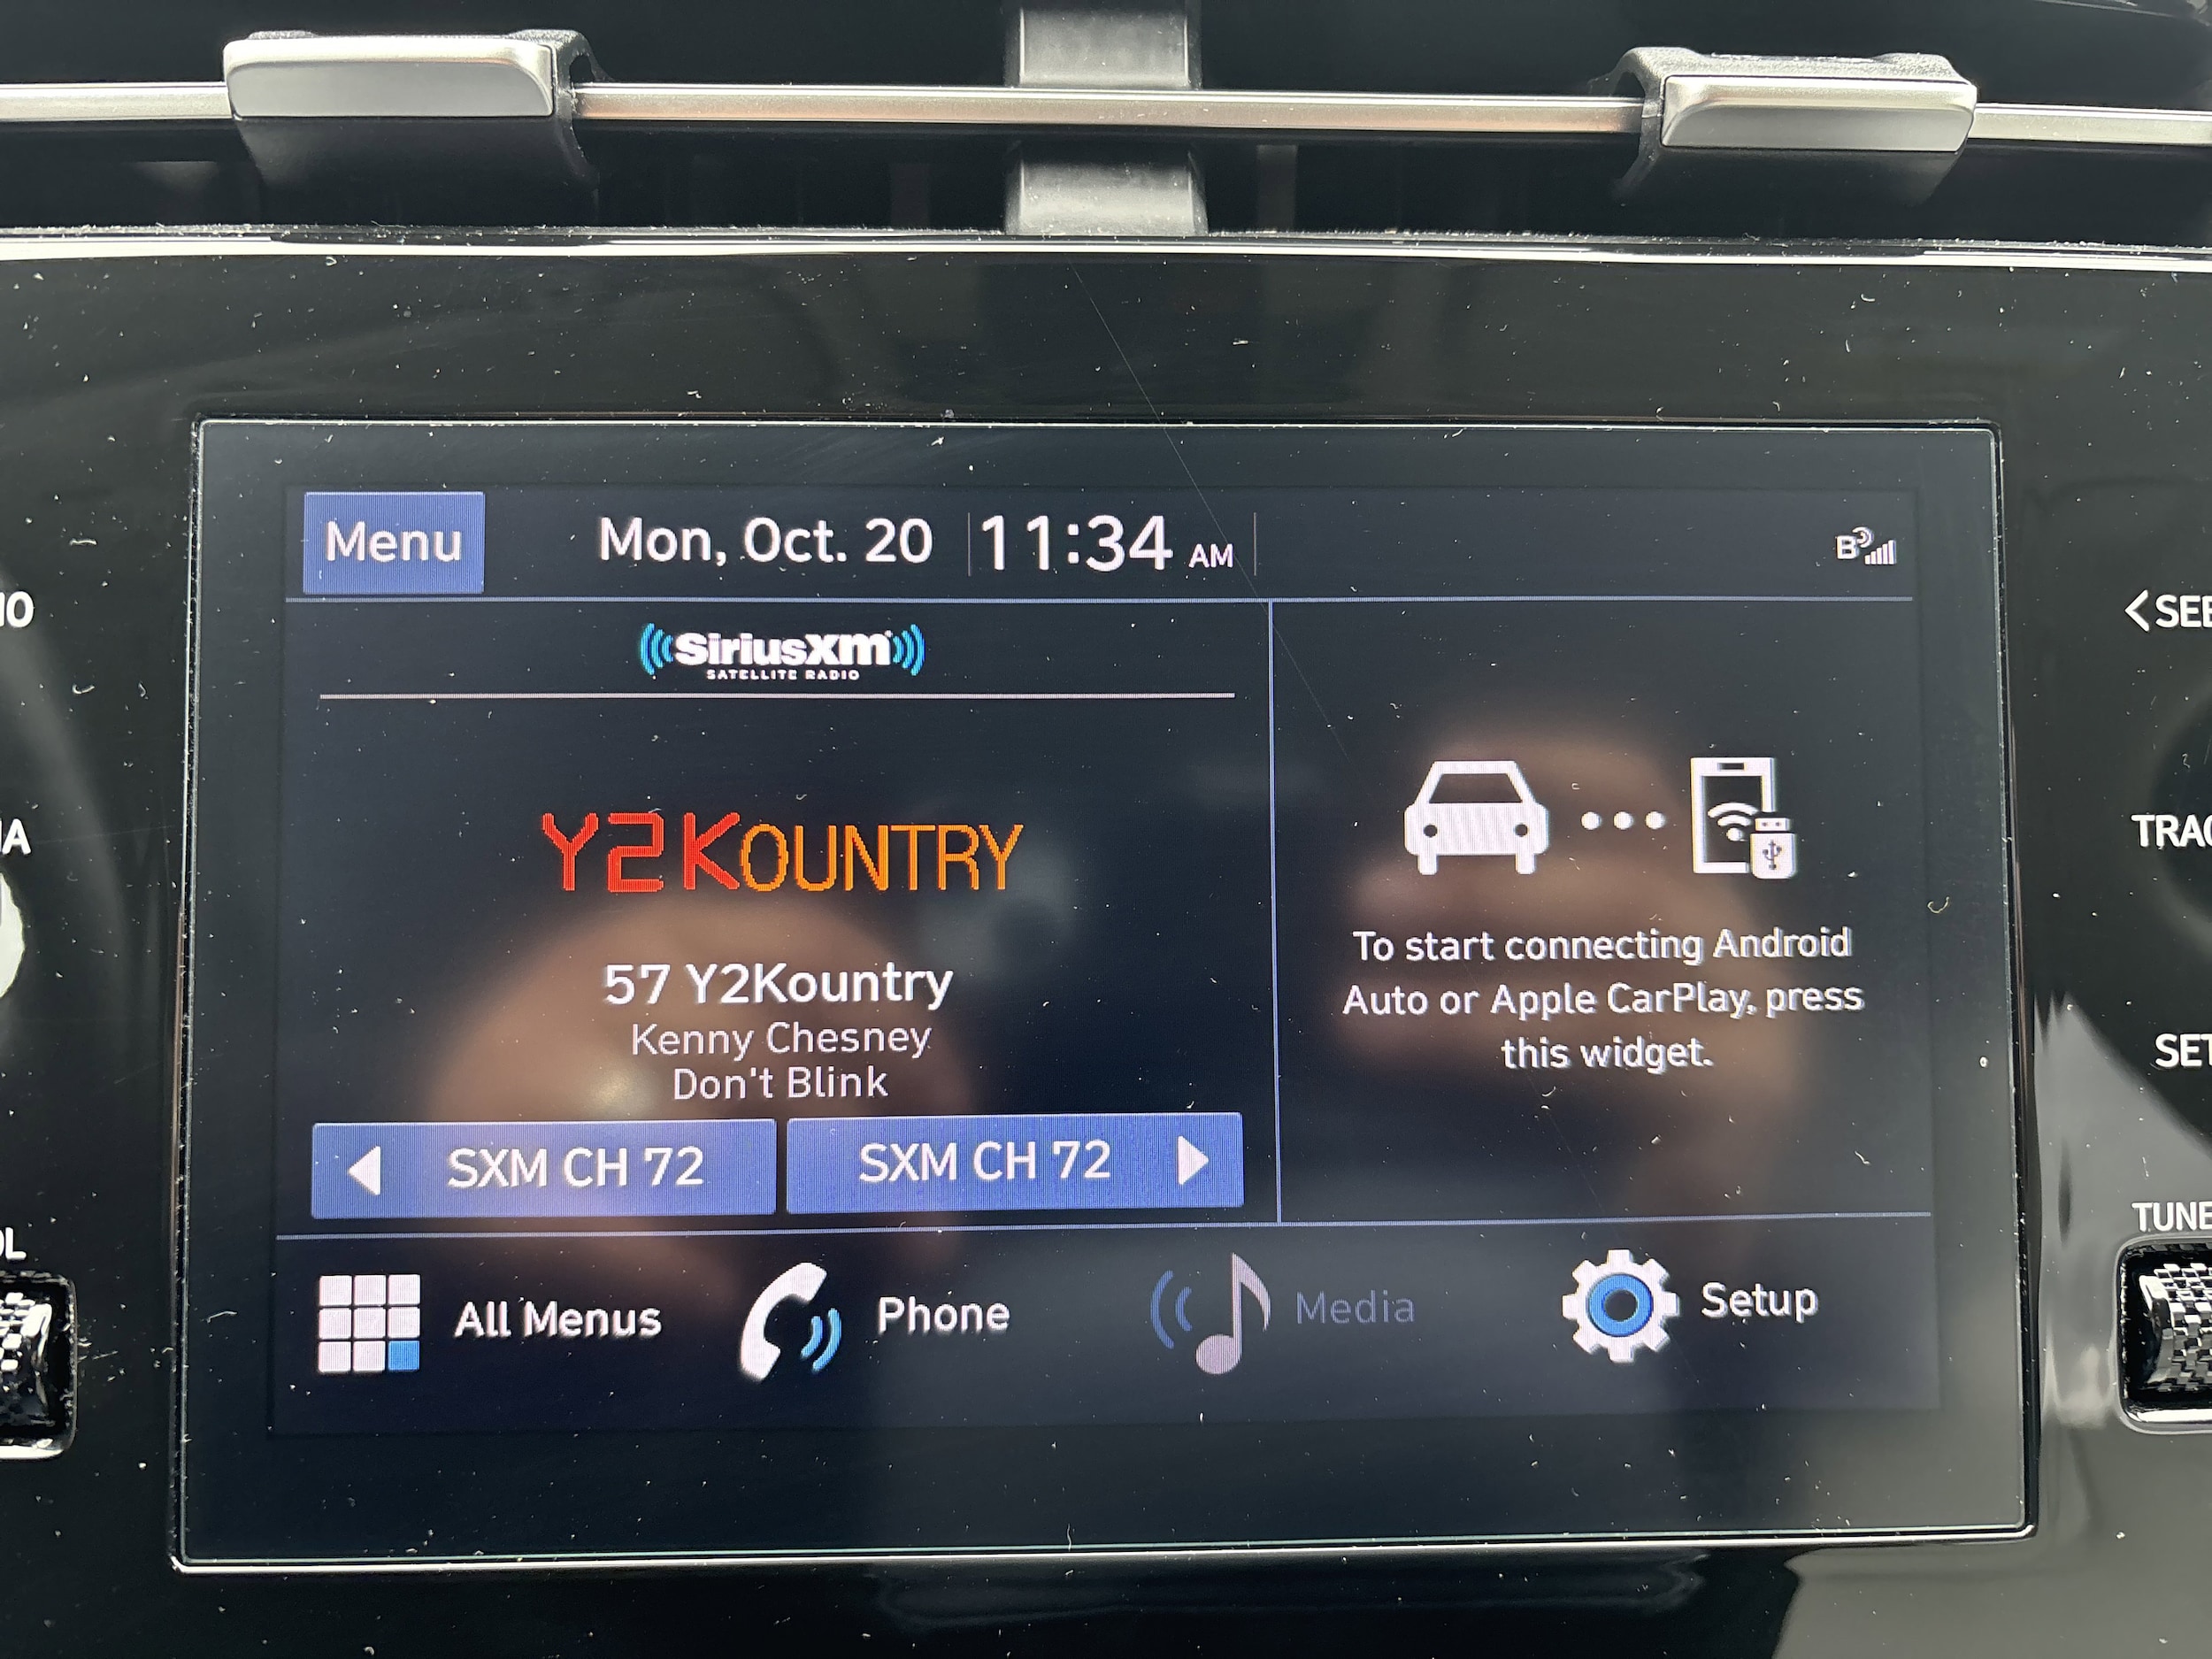 Menu
Mon, Oct. 20
11:34 AM
B
SiriusXM
SATELLITE RADIO
Y2KOUNTRY
57 Y2Kountry
Kenny Chesney
Don't Blink
SXM CH 72
SXM CH 72
To start connecting Android
Auto or Apple CarPlay, press
this widget.
All Menus
Phone
Media
Setup
TUNE